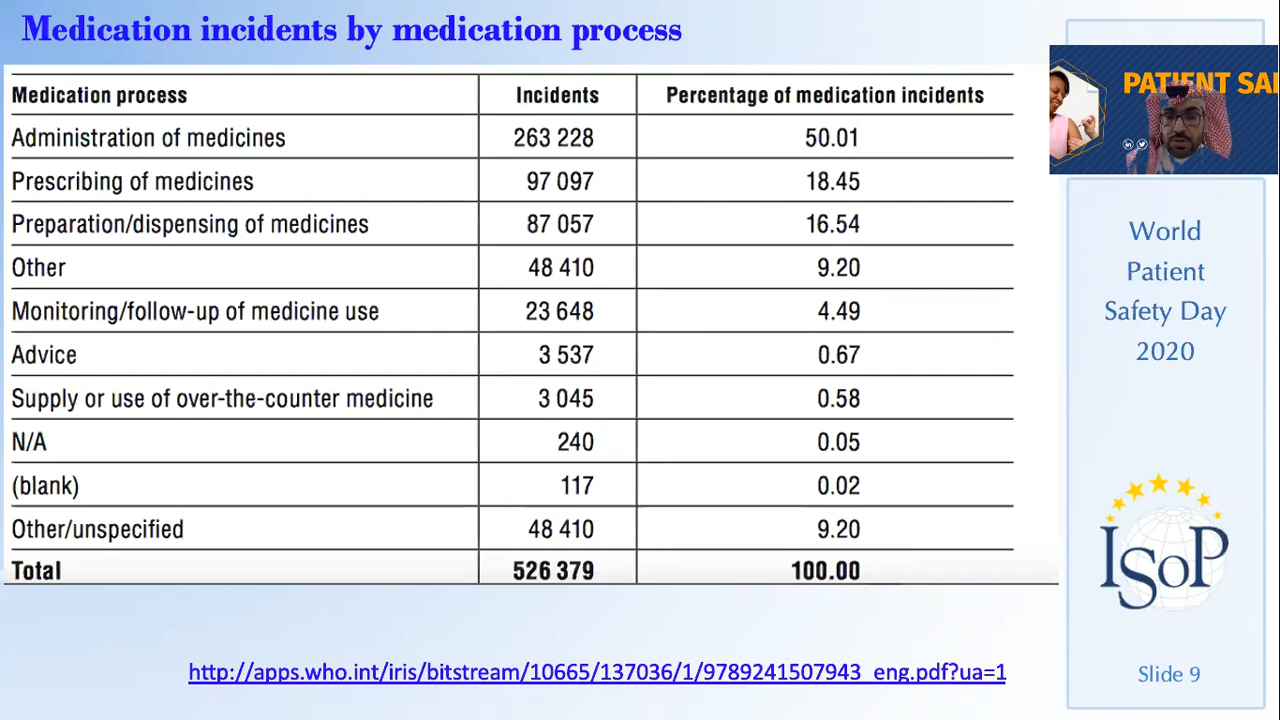 Medication incidents by medication process
Medication process Incidents Percentage of medication incidents
Administration of medicines 263 228 50.01
Prescribing of medicines 97 097 18.45
Preparation/dispensing of medicines 87 057 16.54
Other 48 410 9.20
Monitoring/follow-up of medicine use 23 648 4.49
Advice 3 537 0.67
Supply or use of over-the-counter medicine 3 045 0.58
N/A 240 0.05
(blank) 117 0.02
Other/unspecified 48 410 9.20
Total 526 379 100.00
http://apps.who.int/iris/bitstream/10665/137036/1/9789241507943_eng.pdf?ua=1
PATIENT SA
World
Patient
Safety Day
2020
ISoP
Slide 9